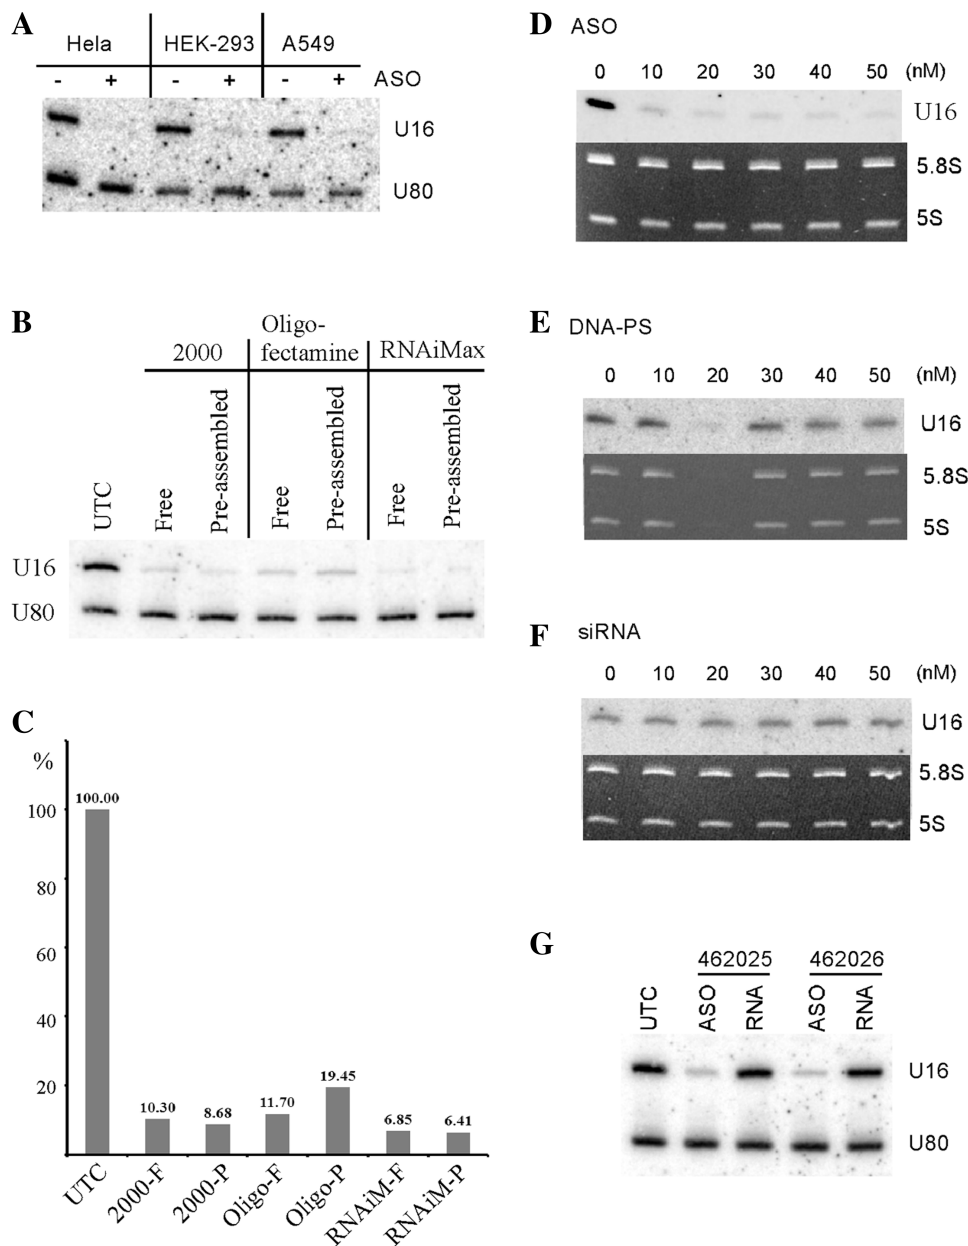 A
Hela HEK-293 A549
- + - + - + ASO
U16
U80
B
2000 Oligo-fectamine RNAiMax
UTC Free Pre-assembled Free Pre-assembled Free Pre-assembled
U16
U80
C
%
100.00
100
80
60
40
20
10.30 8.68 11.70 19.45 6.85 6.41
UTC 2000-F 2000-P Oligo-F Oligo-P RNAiM-F RNAiM-P
D ASO
0 10 20 30 40 50 (nM)
U16
5.8S
5S
E DNA-PS
0 10 20 30 40 50 (nM)
U16
5.8S
5S
F siRNA
0 10 20 30 40 50 (nM)
U16
5.8S
5S
G
462025 462026
UTC ASO RNA ASO RNA
U16
U80